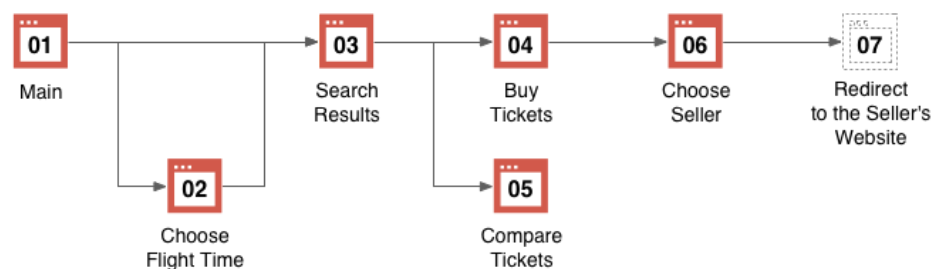 01
Main
02
Choose
Flight Time
03
Search
Results
04
Buy
Tickets
05
Compare
Tickets
06
Choose
Seller
07
Redirect
to the Seller's
Website